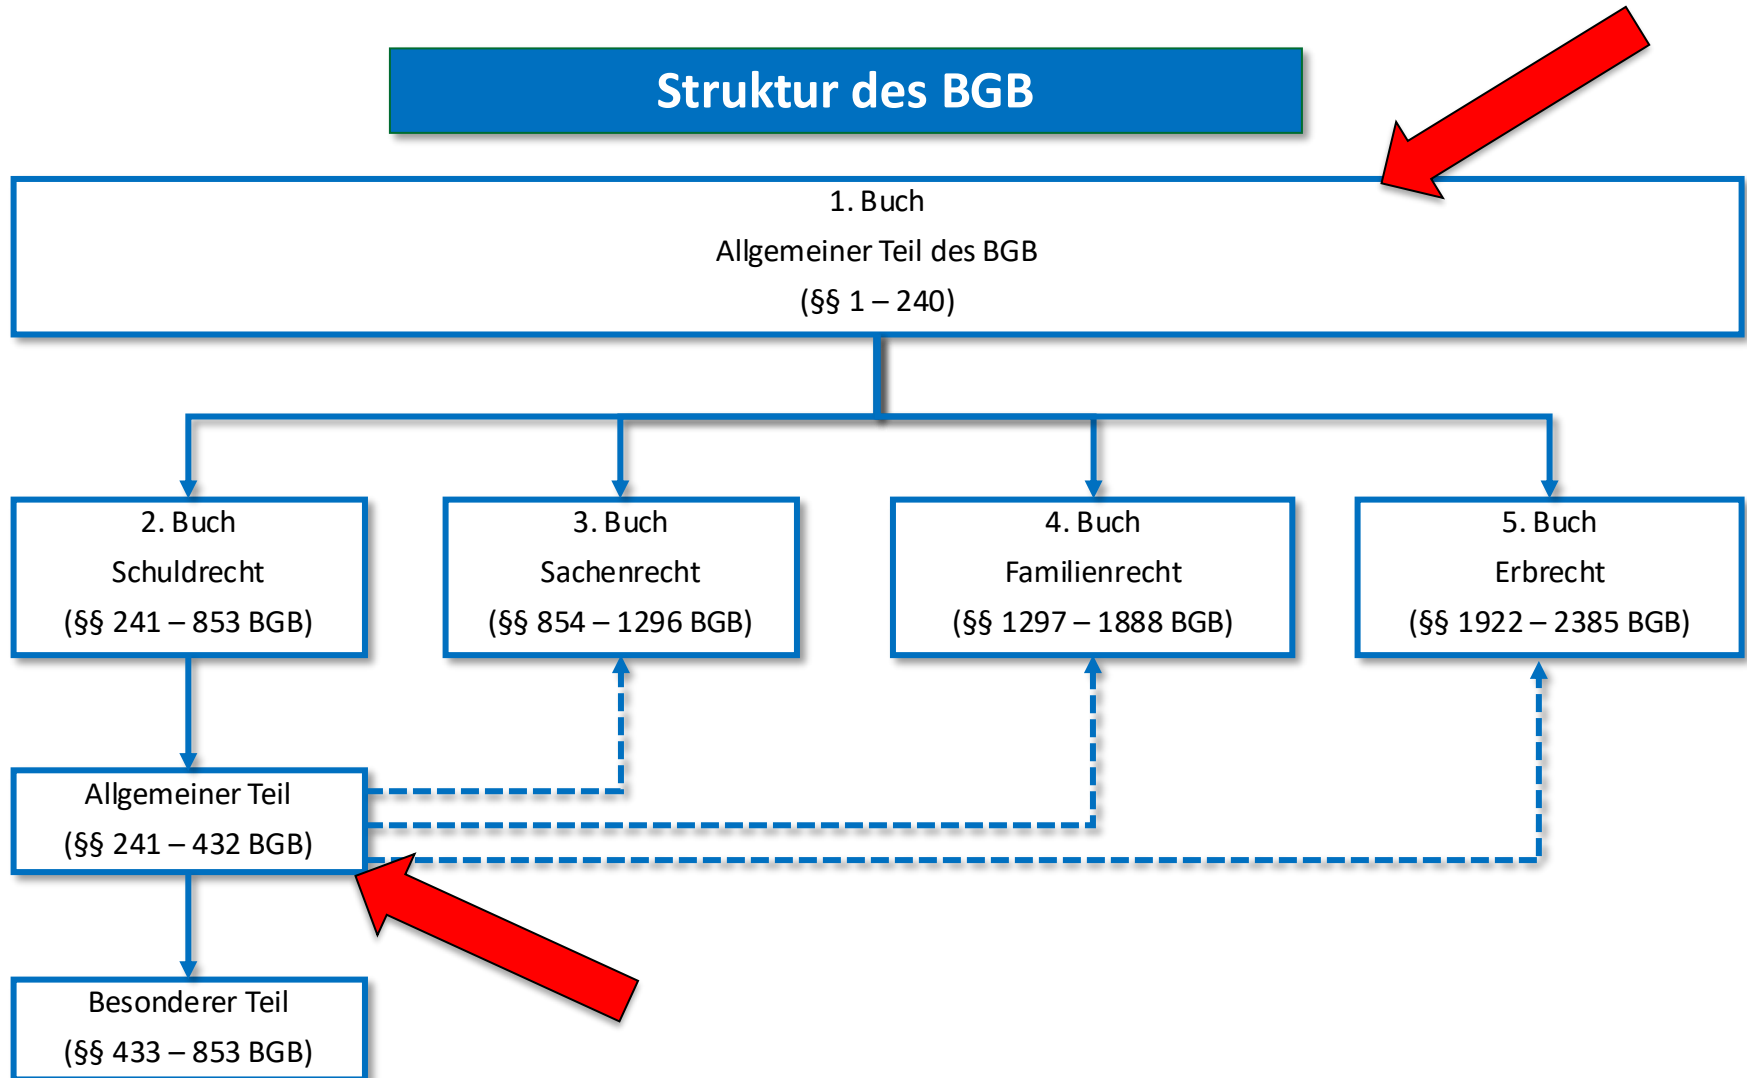 Struktur des BGB
1. Buch
Allgemeiner Teil des BGB
(§§ 1 – 240)
2. Buch
Schuldrecht
(§§ 241 – 853 BGB)
3. Buch
Sachenrecht
(§§ 854 – 1296 BGB)
4. Buch
Familienrecht
(§§ 1297 – 1888 BGB)
5. Buch
Erbrecht
(§§ 1922 – 2385 BGB)
Allgemeiner Teil
(§§ 241 – 432 BGB)
Besonderer Teil
(§§ 433 – 853 BGB)